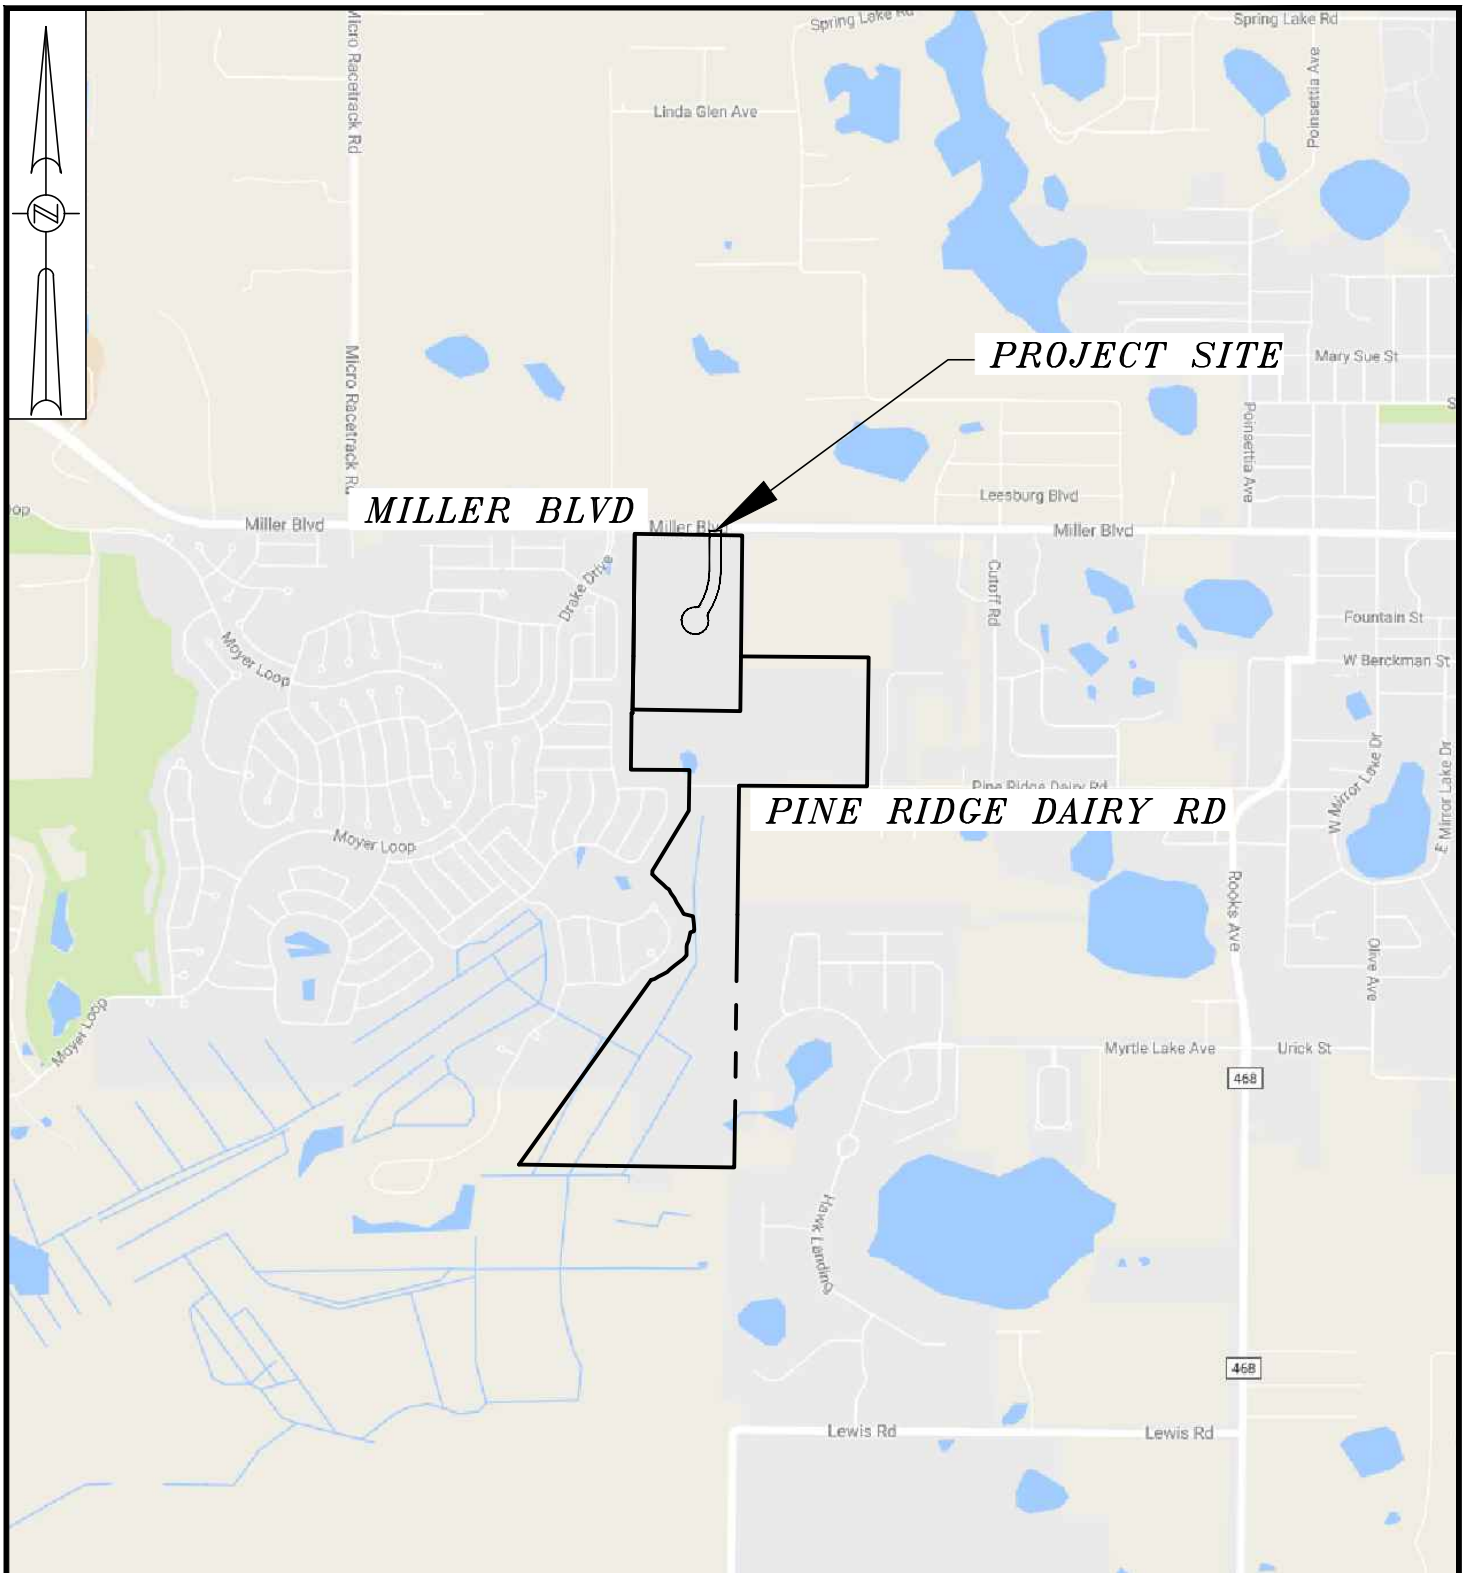 Spring Lake Rd
Spring Lake Rd
Micro Racetrack Rd
Linda Glen Ave
Poinsettia Ave
N
PROJECT SITE
Mary Sue St
Micro Racetrack Rd
Poinsettia Ave
S
Leesburg Blvd
MILLER BLVD
oop
Miller Blvd
Miller Blvd
Miller Blvd
Drake Drive
Cutoff Rd
Fountain St
Moyer Loop
W Berckman St
W Mirror Lake Dr
E Mirror Lake Dr
Pine Ridge Dairy Rd
PINE RIDGE DAIRY RD
Moyer Loop
Rooks Ave
Olive Ave
Moyer Loop
Myrtle Lake Ave
Urick St
468
Hawk Landing
468
Lewis Rd
Lewis Rd